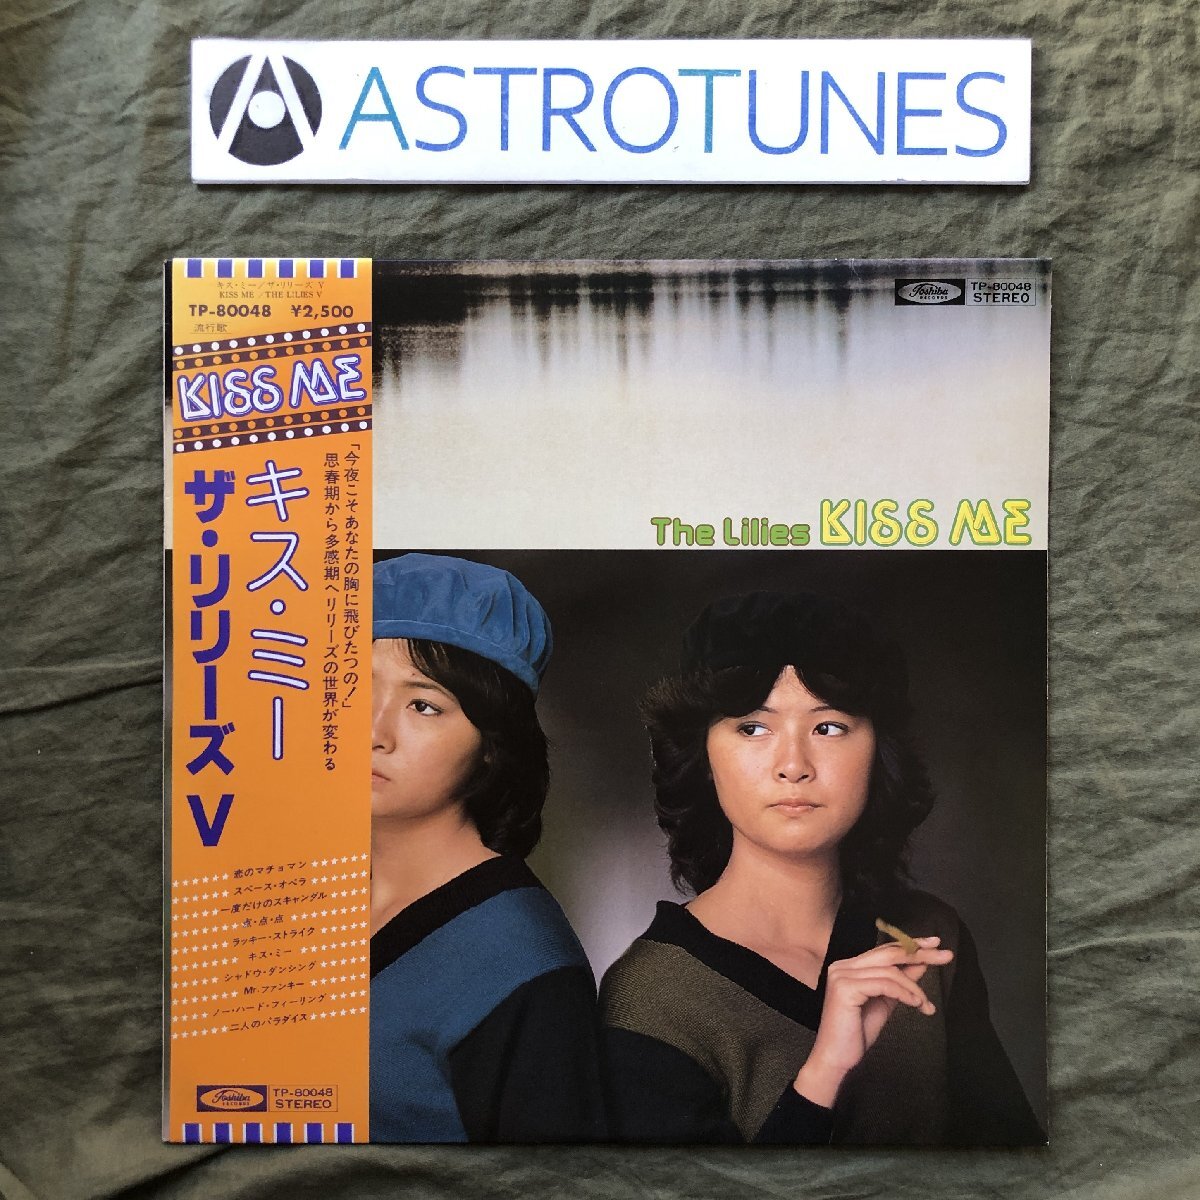 ASTROTUNES
キス・ミー／ザ・リリーズ V
KISS ME / THE LILIES V
TP-80048 ¥2,500
流行歌
KISS ME
「今夜こそあなたの胸に飛びたつの！」
思春期から多感期へリリーズの世界が変わる
キス・ミー
ザ・リリーズ V
恋のマチョマン
スペース・オペラ
一度だけのスキャンダル
点・点・点
ラッキー・ストライク
キス・ミー
シャドウ・ダンシング
Mr.ファンキー
ノー・ハード・フィーリング
二人のパラダイス
Toshiba
RECORDS
TP-80048
STEREO
Toshiba
RECORDS
TP-80048
STEREO
The Lilies KISS ME